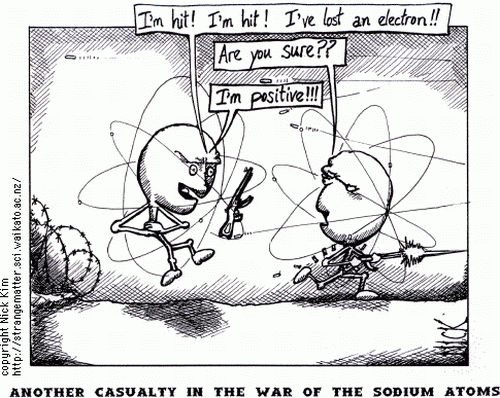 I'm hit! I'm hit! I've lost an electron!!
Are you sure??
I'm positive!!!
NICK.
copyright Nick Kim
http://strangematter.sci.waikato.ac.nz/
ANOTHER CASUALTY IN THE WAR OF THE SODIUM ATOMS